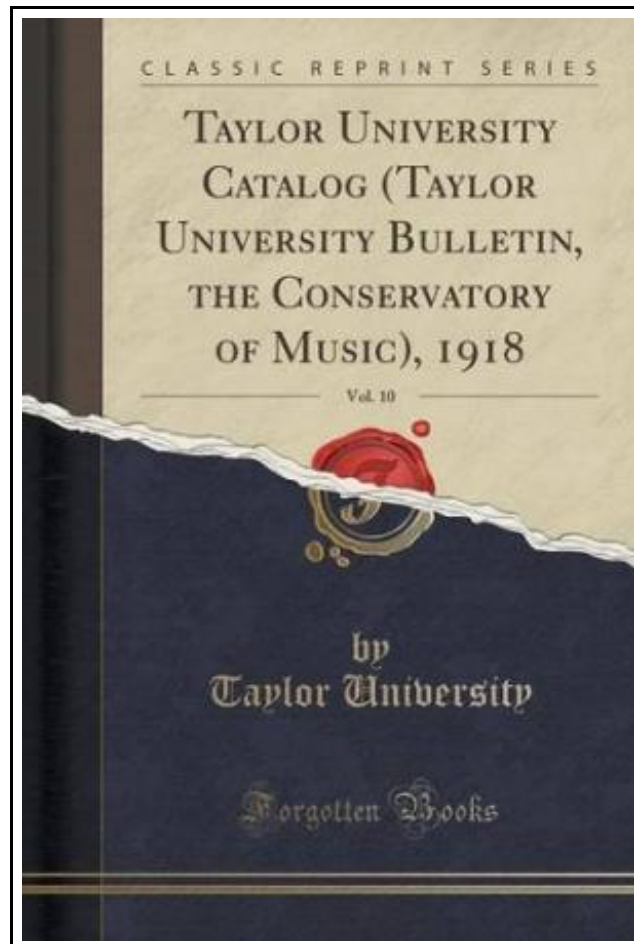 CLASSIC REPRINT SERIES
TAYLOR UNIVERSITY
CATALOG (TAYLOR
UNIVERSITY BULLETIN,
THE CONSERVATORY
OF MUSIC), 1918
Vol. 10
by
Taylor University
Forgotten Books